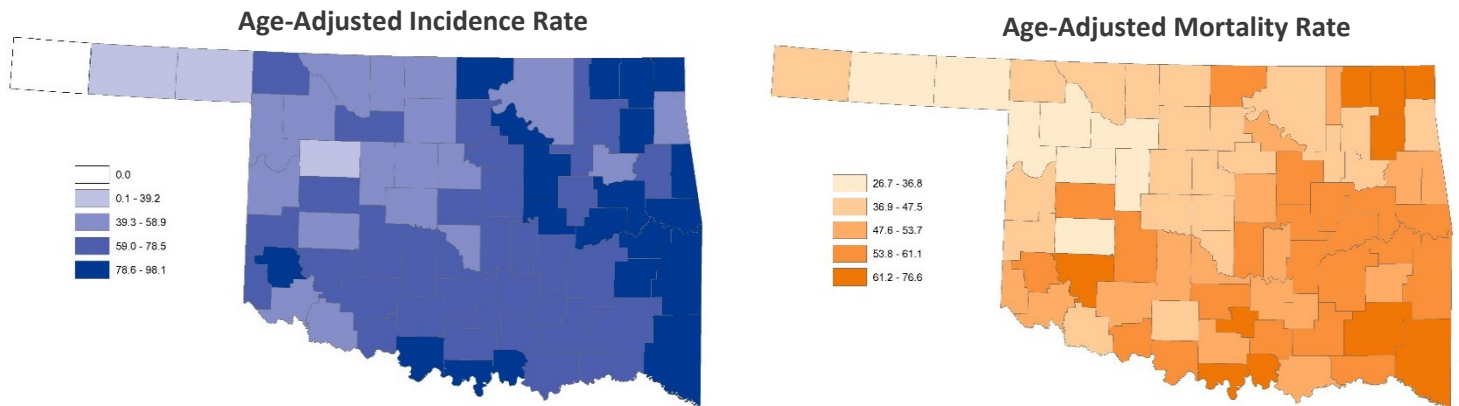 Age-Adjusted Incidence Rate
0.0
0.1 - 39.2
39.3 - 58.9
59.0 - 78.5
78.6 - 98.1
Age-Adjusted Mortality Rate
26.7 - 36.8
36.9 - 47.5
47.6 - 53.7
53.8 - 61.1
61.2 - 76.6